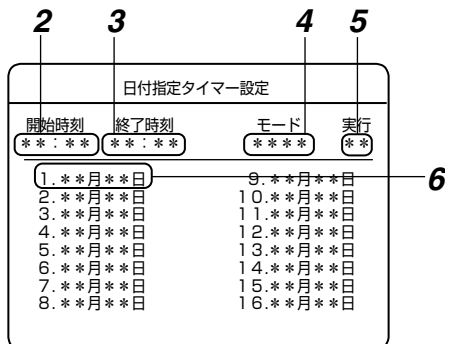 2 3 4 5
日付指定タイマー設定
開始時刻 終了時刻 モード 実行
**:** **:** **** **
1.**月**日 9.**月**日 6
2.**月**日 10.**月**日
3.**月**日 11.**月**日
4.**月**日 12.**月**日
5.**月**日 13.**月**日
6.**月**日 14.**月**日
7.**月**日 15.**月**日
8.**月**日 16.**月**日